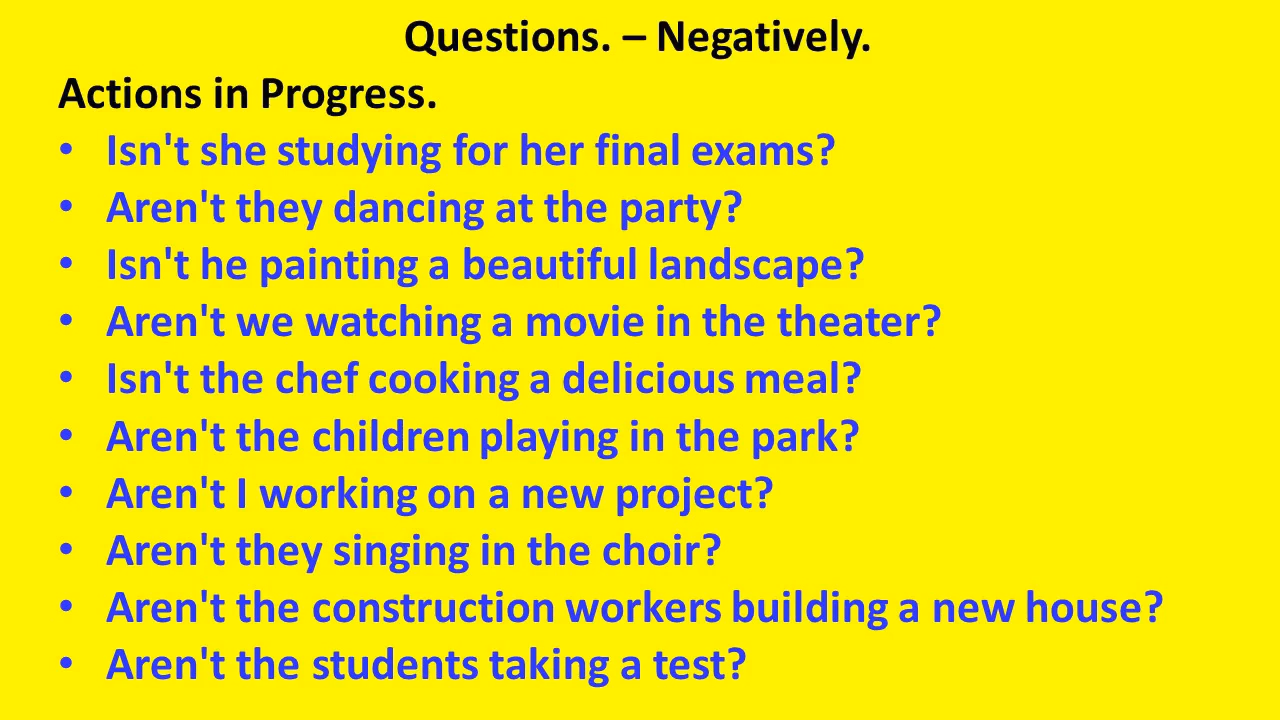 Questions. – Negatively.
Actions in Progress.
• Isn't she studying for her final exams?
• Aren't they dancing at the party?
• Isn't he painting a beautiful landscape?
• Aren't we watching a movie in the theater?
• Isn't the chef cooking a delicious meal?
• Aren't the children playing in the park?
• Aren't I working on a new project?
• Aren't they singing in the choir?
• Aren't the construction workers building a new house?
• Aren't the students taking a test?